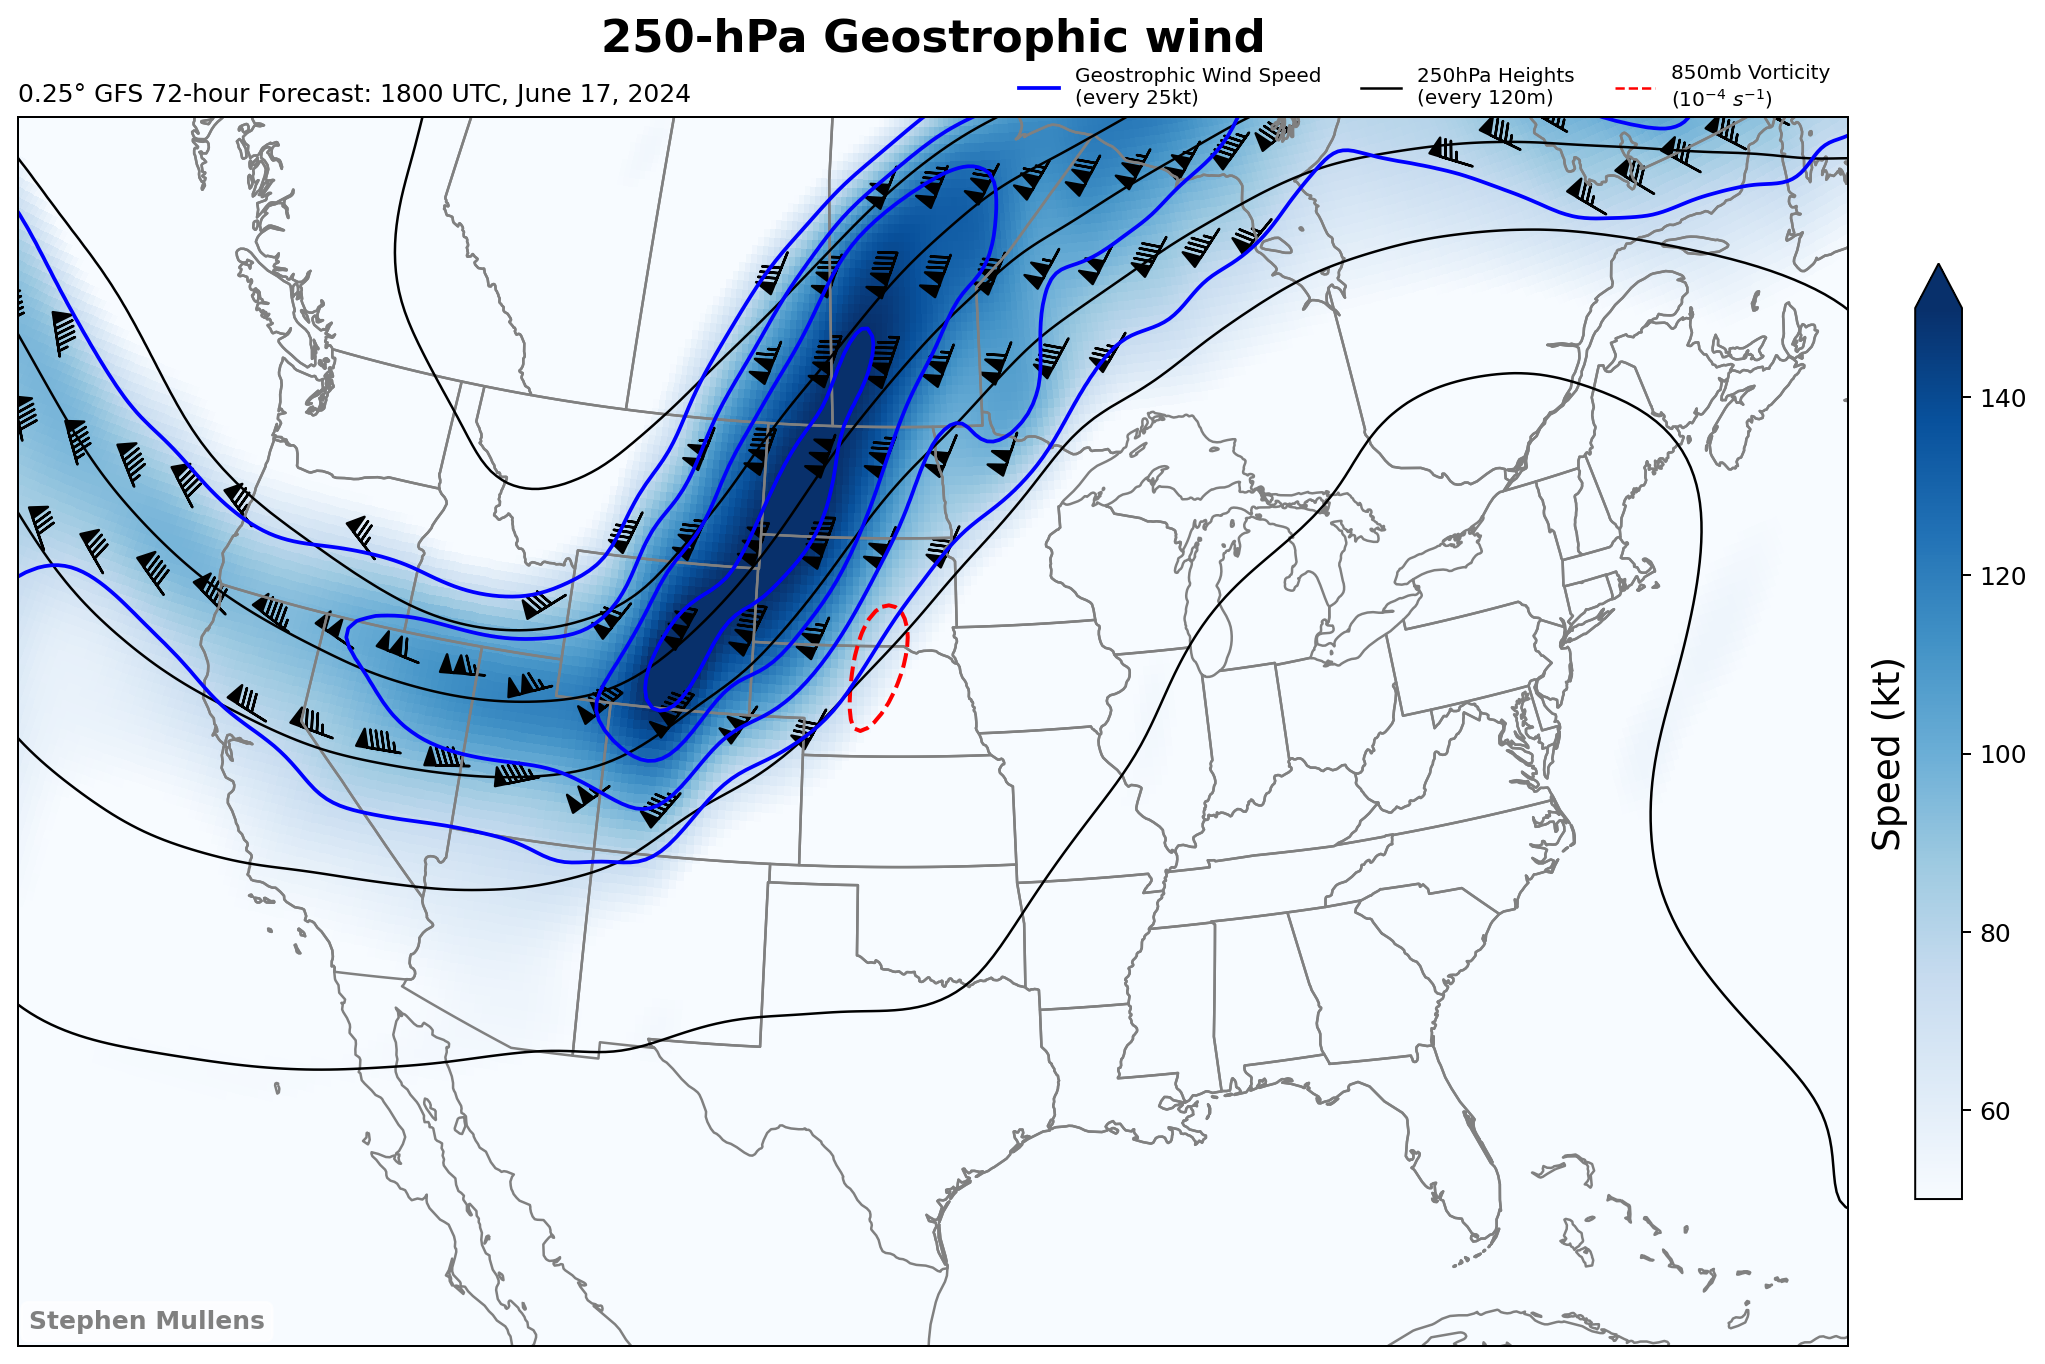 250-hPa Geostrophic wind
0.25° GFS 72-hour Forecast: 1800 UTC, June 17, 2024
Geostrophic Wind Speed
(every 25kt)
250hPa Heights
(every 120m)
850mb Vorticity
(10⁻⁴ s⁻¹)
140
120
100
80
60
Speed (kt)
Stephen Mullens